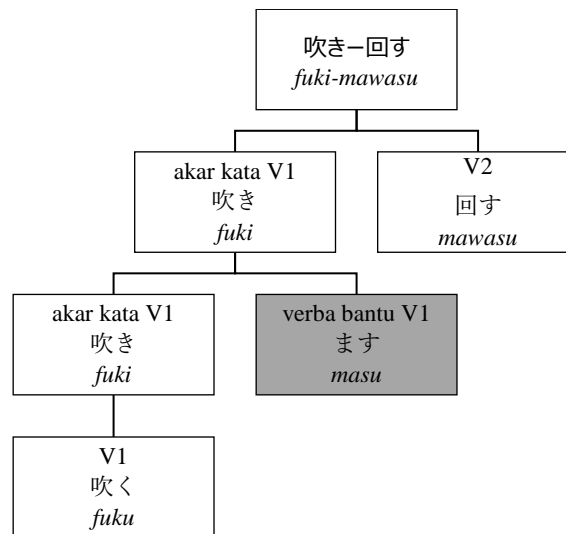 吹き－回す
fuki-mawasu
akar kata V1
吹き
fuki
V2
回す
mawasu
akar kata V1
吹き
fuki
verba bantu V1
ます
masu
V1
吹く
fuku